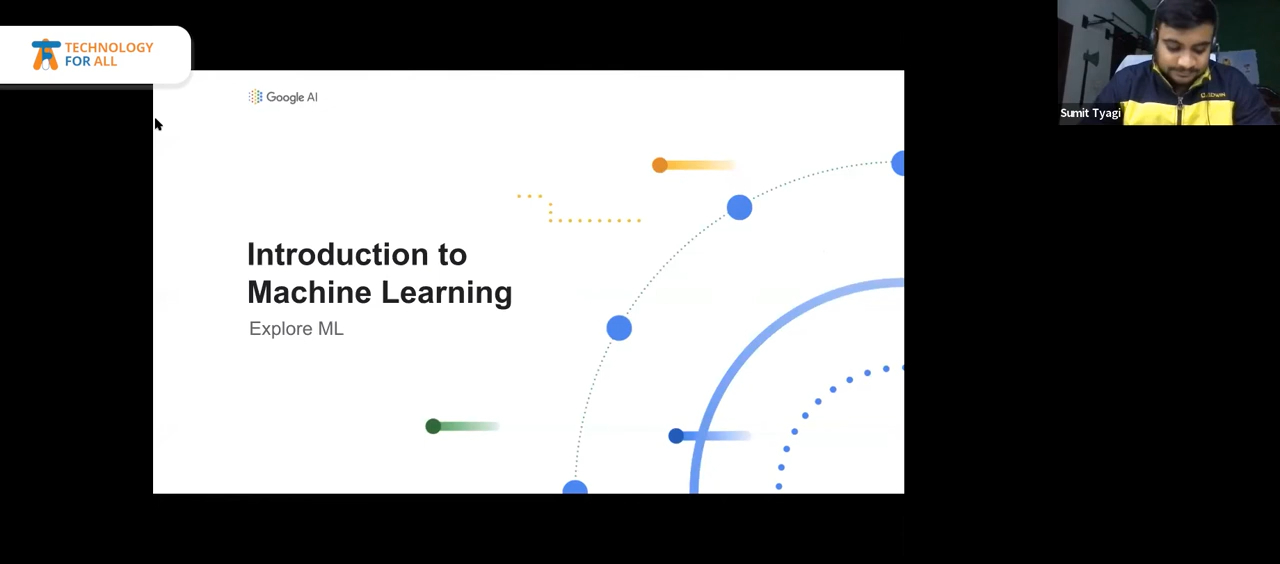 TECHNOLOGY
FOR ALL
Google AI
Introduction to
Machine Learning
Explore ML
Sumit Tyagi